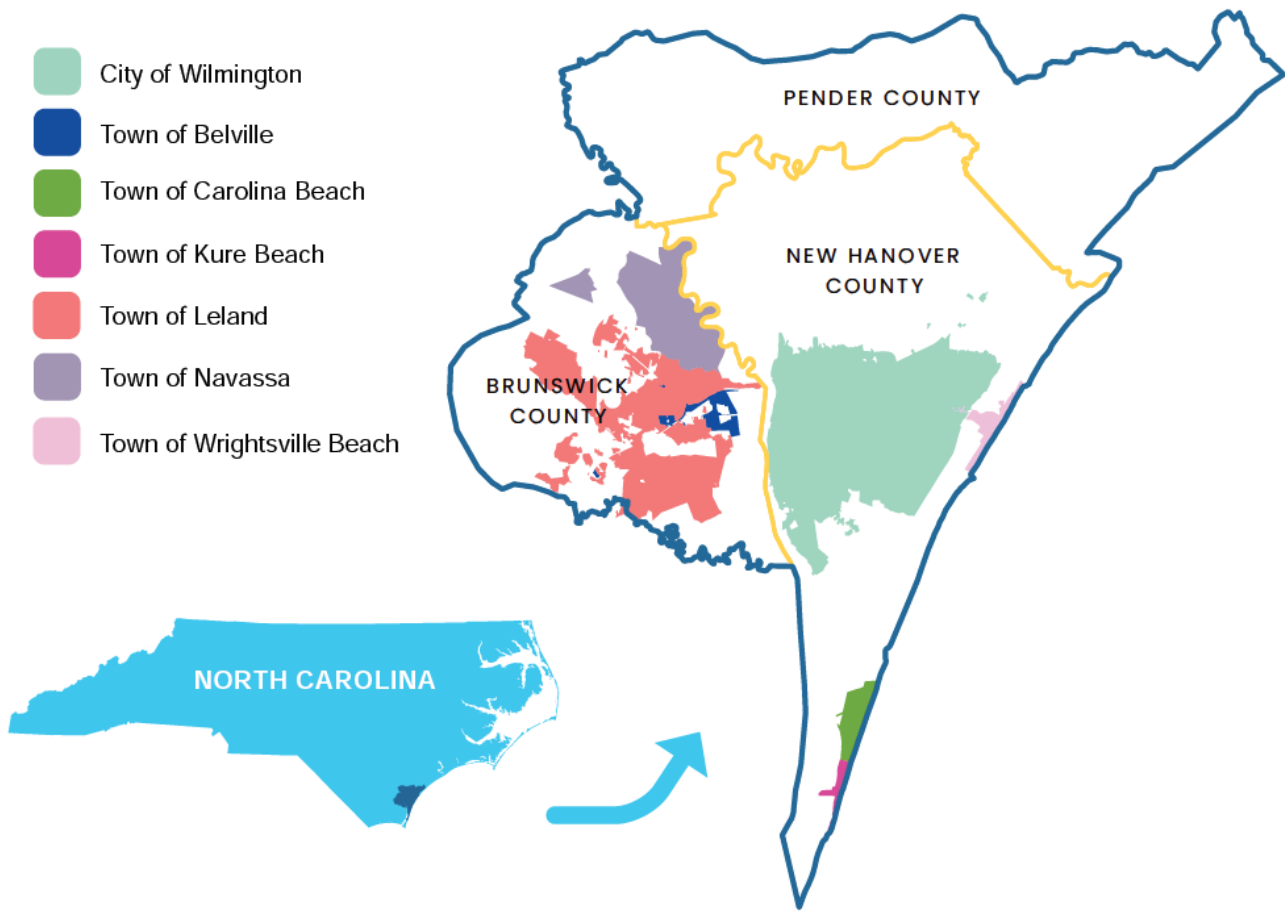 City of Wilmington
Town of Belville
Town of Carolina Beach
Town of Kure Beach
Town of Leland
Town of Navassa
Town of Wrightsville Beach
PENDER COUNTY
NEW HANOVER
COUNTY
BRUNSWICK
COUNTY
NORTH CAROLINA